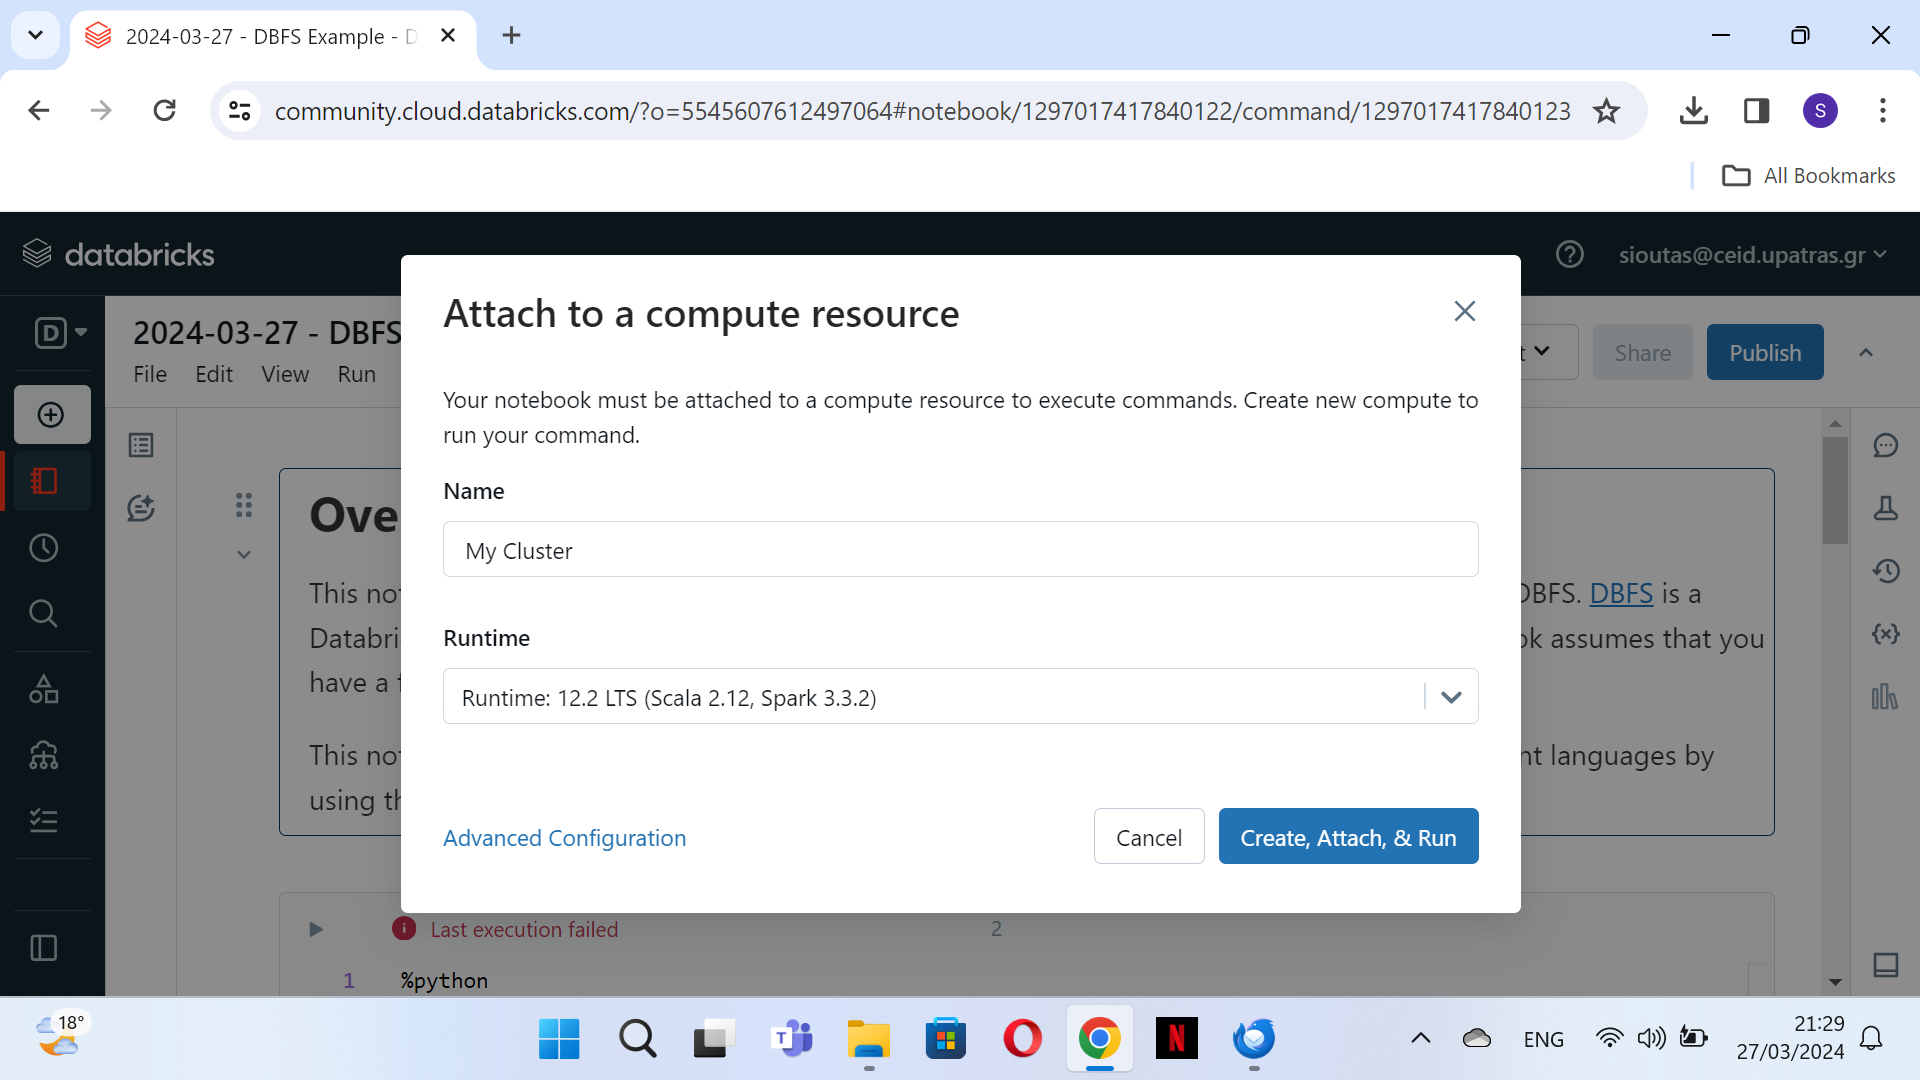 2024-03-27 - DBFS Example - D
community.cloud.databricks.com/?o=5545607612497064#notebook/1297017417840122/command/1297017417840123
S
All Bookmarks
databricks
sioutas@ceid.upatras.gr
D
2024-03-27 - DBFS
Share
Publish
File Edit View Run
Attach to a compute resource
Your notebook must be attached to a compute resource to execute commands. Create new compute to
run your command.
Name
My Cluster
Runtime
Runtime: 12.2 LTS (Scala 2.12, Spark 3.3.2)
Advanced Configuration
Cancel
Create, Attach, & Run
Ove
This no
DBFS. DBFS is a
Databri
ok assumes that you
have a f
This no
nt languages by
using th
Last execution failed
2
1 %python
18°
ENG
21:29
27/03/2024